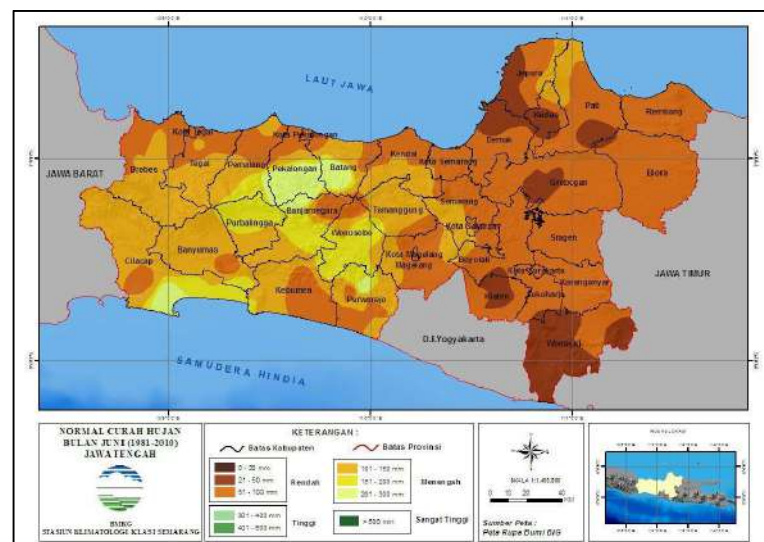 LAUT JAWA
JAWA BARAT
JAWA TIMUR
D.I.Yogyakarta
SAMUDERA HINDIA
Jepara
Kudus
Pati
Rembang
Demak
Blora
Grobogan
Kota Tegal
Kota Pekalongan
Brebes
Tegal
Pemalang
Pekalongan
Batang
Kendal
Kota Semarang
Semarang
Purbalingga
Banjarnegara
Temanggung
Wonosobo
Banyumas
Cilacap
Kebumen
Purworejo
Kota Magelang
Magelang
Boyolali
Sragen
Klaten
Kota Surakarta
Karanganyar
Sukoharjo
Wonogiri
NORMAL CURAH HUJAN
BULAN JUNI (1981-2010)
JAWA TENGAH
BMKG
STASIUN KLIMATOLOGI KLAS I SEMARANG
KETERANGAN :
Batas Kabupaten
Batas Provinsi
0 - 20 mm
21 - 50 mm
51 - 100 mm
Rendah
101 - 150 mm
151 - 200 mm
201 - 300 mm
Menengah
301 - 400 mm
401 - 500 mm
Tinggi
> 500 mm
Sangat Tinggi
Sumber Peta :
Peta Rupa Bumi BIG